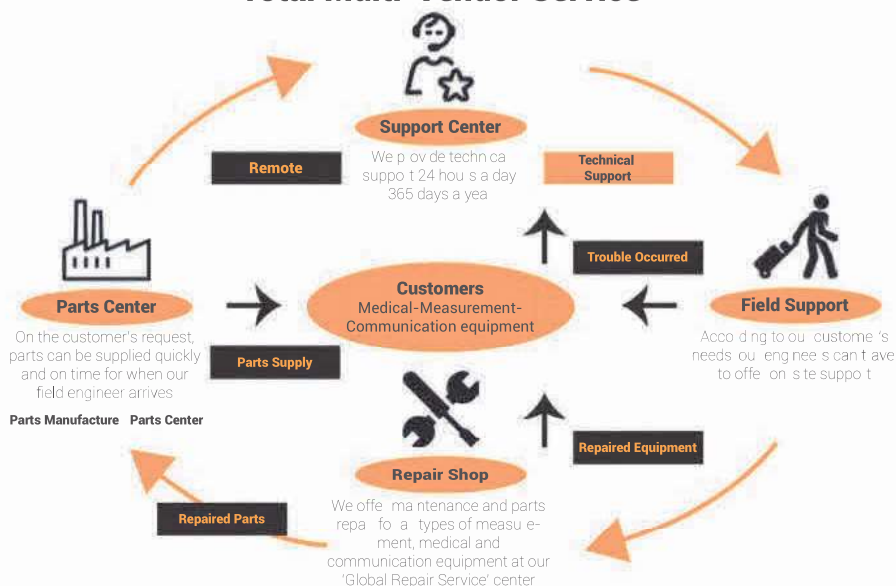 Total Multi-Vendor Service
Support Center
We p ov de techn ca
suppo t 24 hou s a day
365 days a yea
Remote
Technical
Support
Trouble Occurred
Parts Center
On the customer's request,
parts can be supplied quickly
and on time for when our
field engineer arrives
Parts Manufacture Parts Center
Customers
Medical-Measurement-
Communication equipment
Field Support
Acco d ng to ou custome 's
needs ou eng nee s can t ave
to offe on s te suppo t
Parts Supply
Repaired Equipment
Repair Shop
We offe ma ntenance and parts
repa fo a types of measu e-
ment, medical and
communication equipment at our
'Global Repair Service' center
Repaired Parts